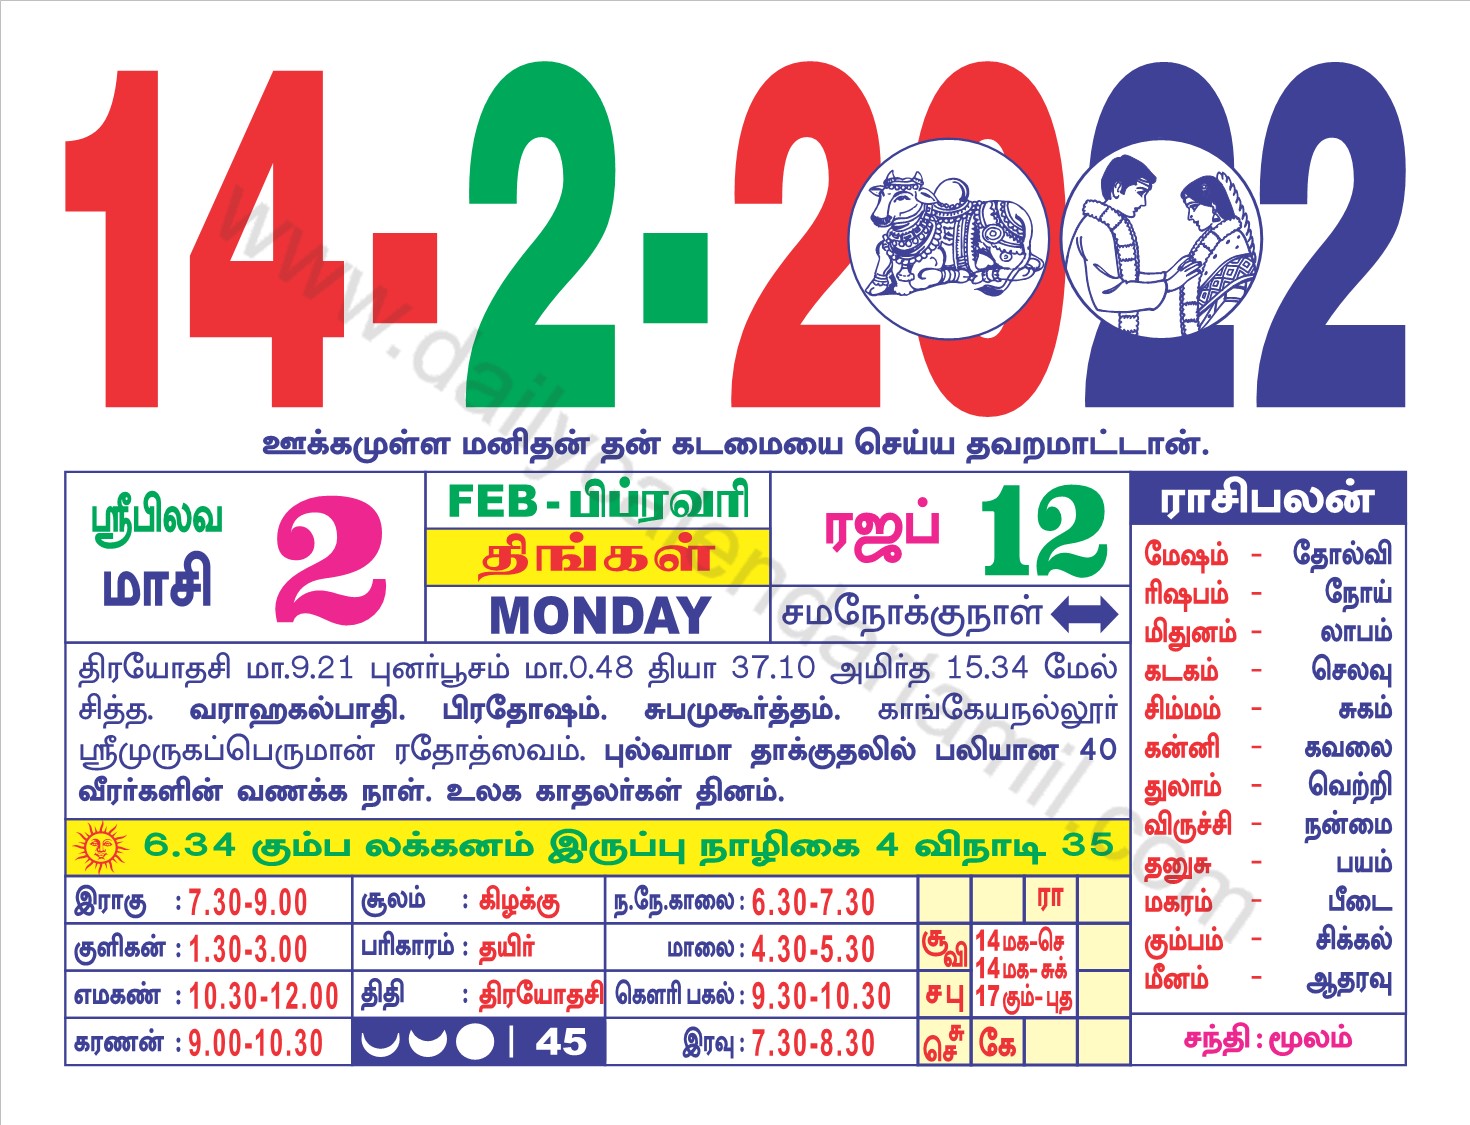 14-2-2022
ஊக்கமுள்ள மனிதன் தன் கடமையை செய்ய தவறமாட்டான்.
ஸ்ரீபிலவ
மாசி 2
FEB - பிப்ரவரி
திங்கள்
MONDAY
ரஜப் 12
சமநோக்குநாள்
திரயோதசி மா.9.21 புனர்பூசம் மா.0.48 தியா 37.10 அமிர்த 15.34 மேல்
சித்த. வராஹகல்பாதி. பிரதோஷம். சுபமுகூர்த்தம். காங்கேயநல்லூர்
ஸ்ரீமுருகப்பெருமான் ரதோத்ஸவம். புல்வாமா தாக்குதலில் பலியான 40
வீரர்களின் வணக்க நாள். உலக காதலர்கள் தினம்.
6.34 கும்ப லக்கனம் இருப்பு நாழிகை 4 விநாடி 35
இராகு : 7.30-9.00
குளிகன் : 1.30-3.00
எமகண் : 10.30-12.00
கரணன் : 9.00-10.30
சூலம் : கிழக்கு
பரிகாரம் : தயிர்
திதி : திரயோதசி
| 45
ந.நே.காலை : 6.30-7.30
மாலை : 4.30-5.30
கௌரி பகல் : 9.30-10.30
இரவு : 7.30-8.30
ரா
சூ வி
14 மக-செ
14 மக- சுக்
17 கும்- புத
சபு
சு செ
கே
ராசிபலன்
மேஷம் - தோல்வி
ரிஷபம் - நோய்
மிதுனம் - லாபம்
கடகம் - செலவு
சிம்மம் - சுகம்
கன்னி - கவலை
துலாம் - வெற்றி
விருச்சி - நன்மை
தனுசு - பயம்
மகரம் - பீடை
கும்பம் - சிக்கல்
மீனம் - ஆதரவு
சந்தி : மூலம்
www.dailycalendartamil.com